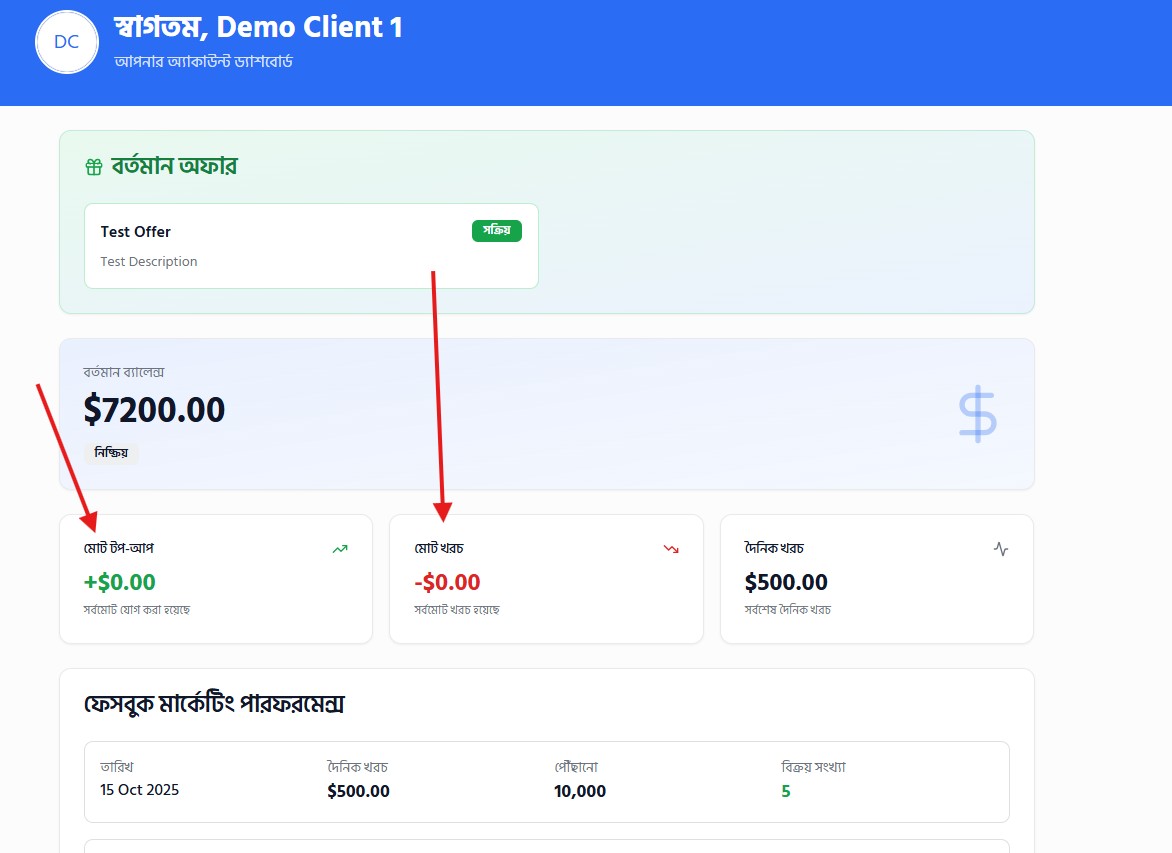 DC
স্বাগতম, Demo Client 1
আপনার অ্যাকাউন্ট ড্যাশবোর্ড
বর্তমান অফার
Test Offer
সক্রিয়
Test Description
বর্তমান ব্যালেন্স
$7200.00
নিষ্ক্রিয়
মোট টপ-আপ
+$0.00
সর্বমোট যোগ করা হয়েছে
মোট খরচ
-$0.00
সর্বমোট খরচ হয়েছে
দৈনিক খরচ
$500.00
সর্বশেষ দৈনিক খরচ
ফেসবুক মার্কেটিং পারফরমেন্স
তারিখ
15 Oct 2025
দৈনিক খরচ
$500.00
পৌঁছানো
10,000
বিক্রয় সংখ্যা
5